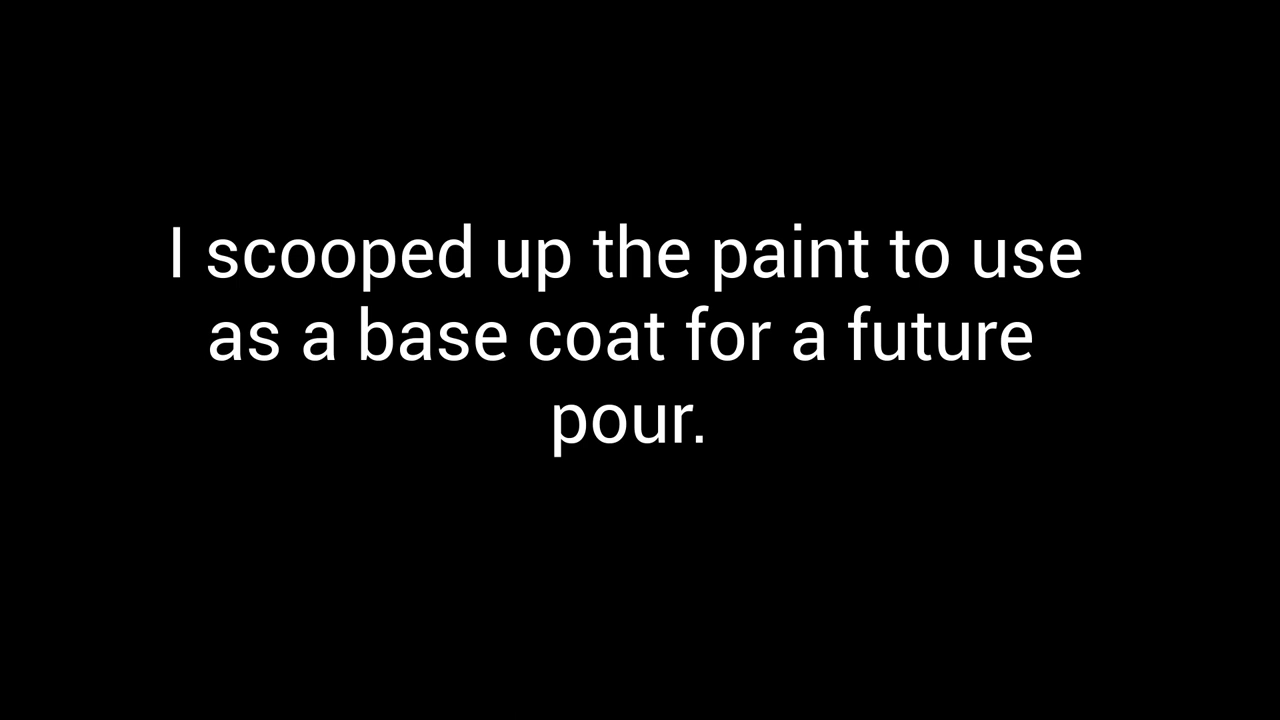 I scooped up the paint to use
as a base coat for a future
pour.